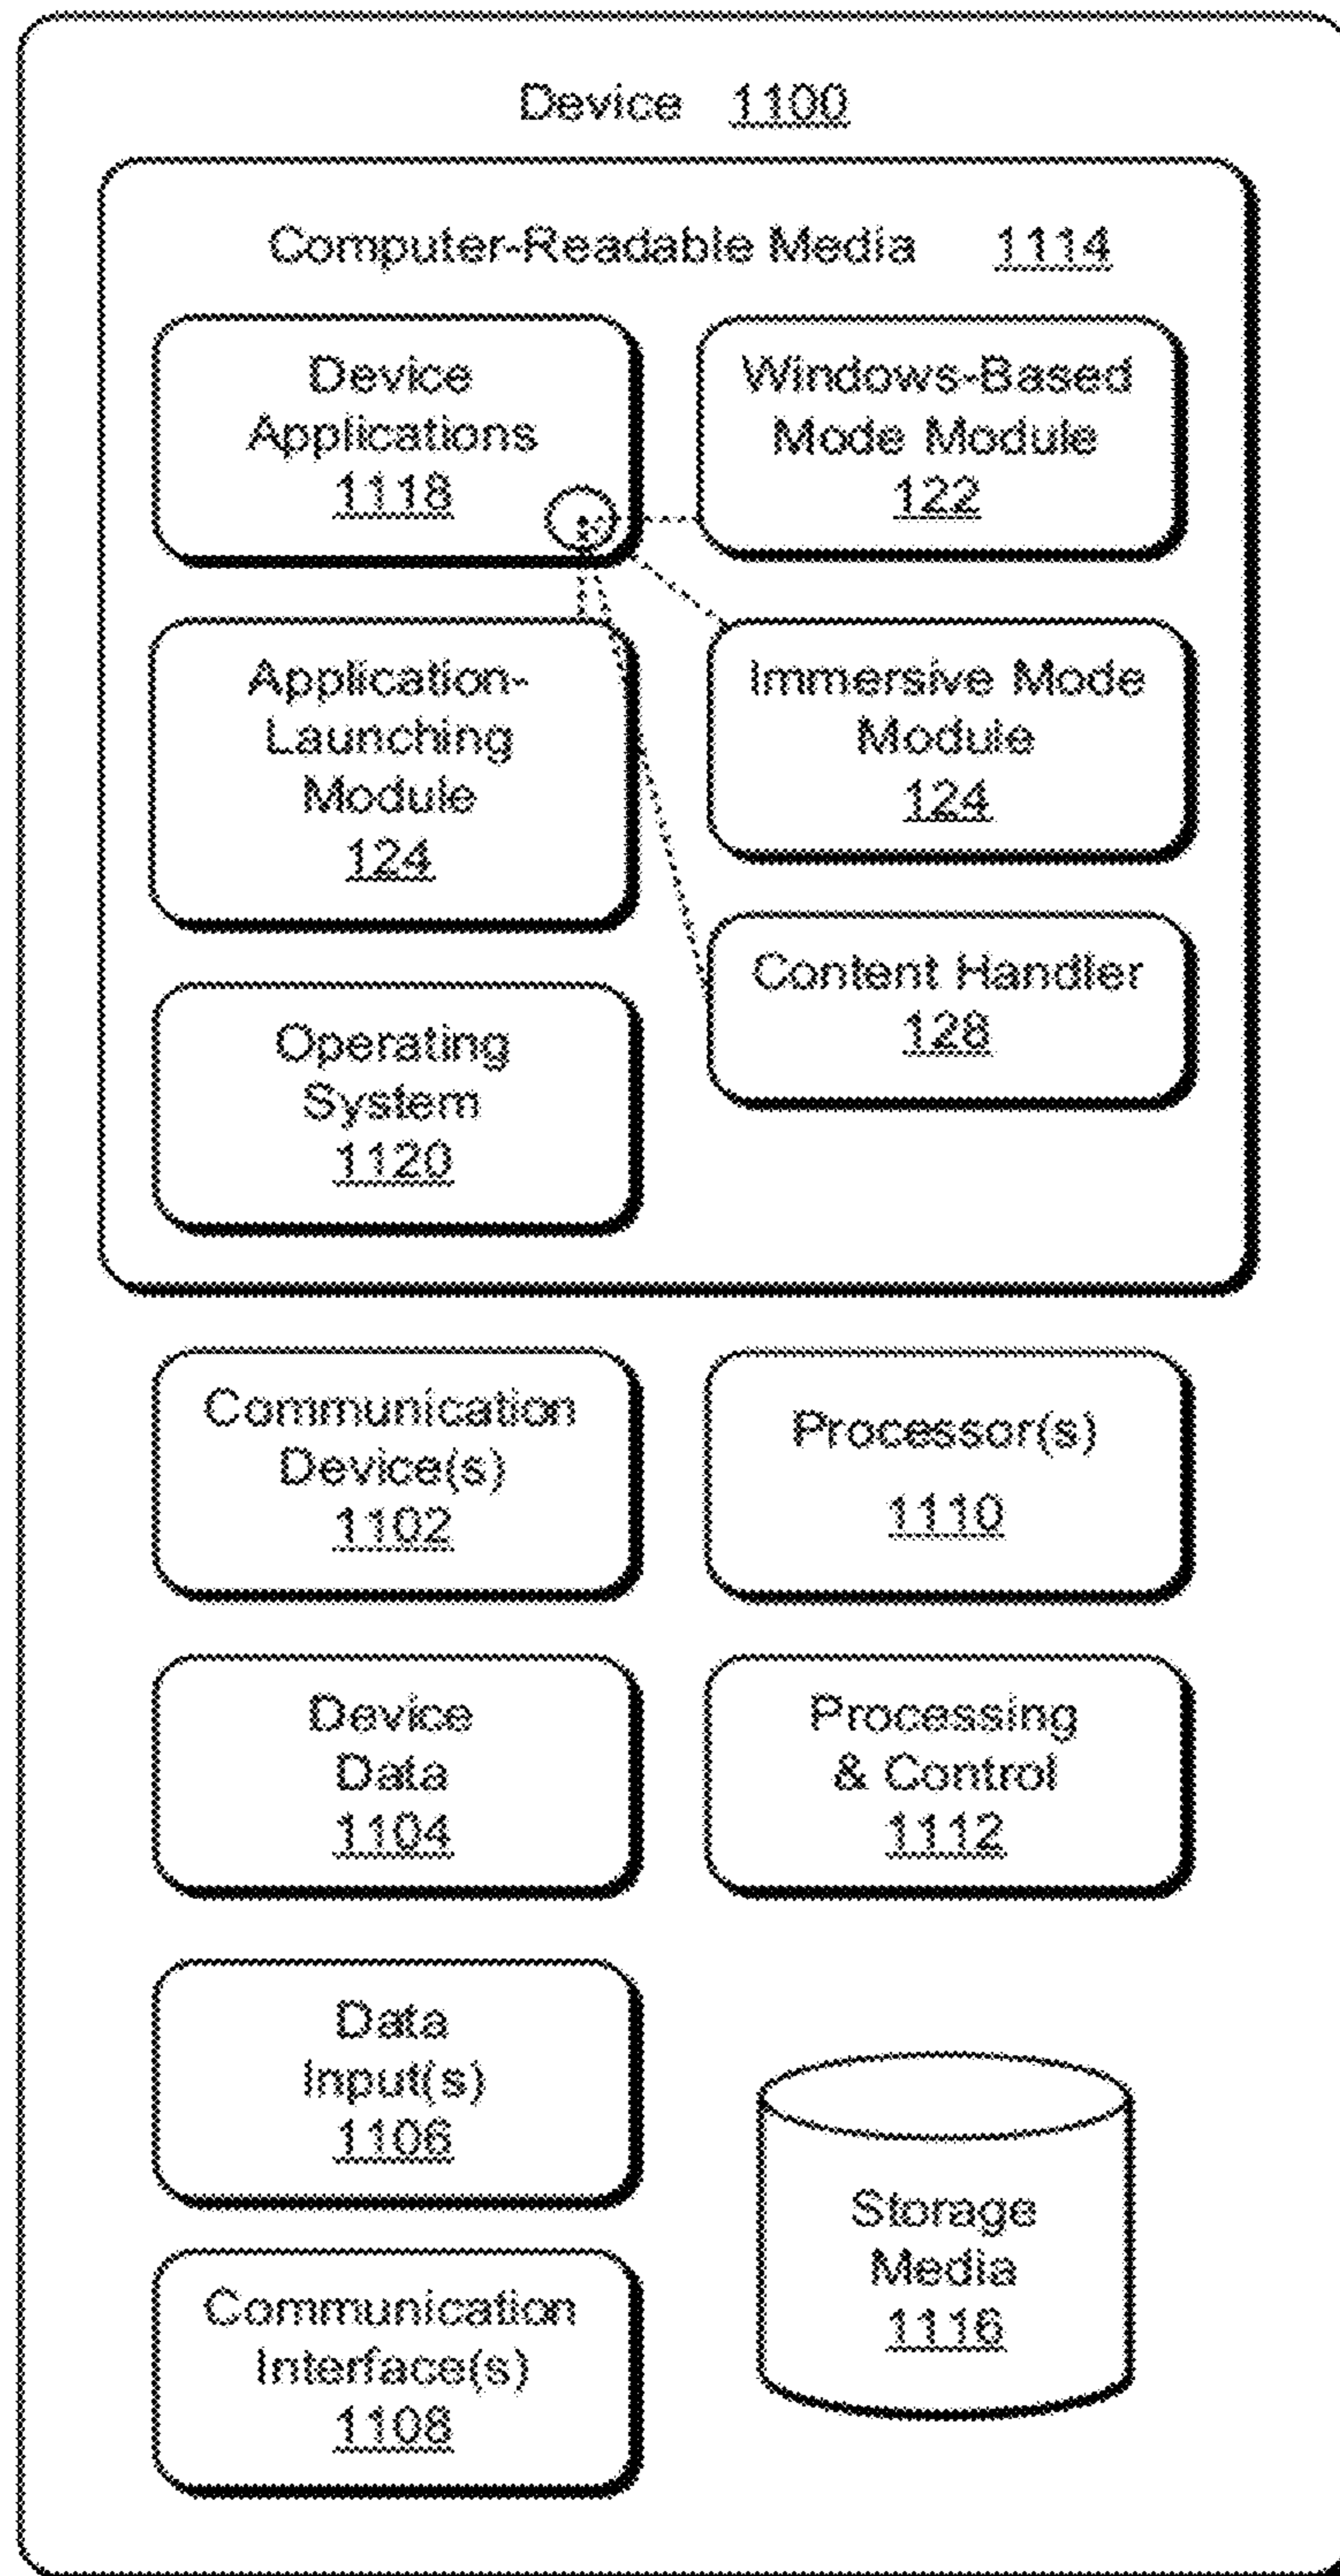 Device 1100
Computer-Readable Media 1114
Device
Applications
1118
Windows-Based
Mode Module
122
Application-
Launching
Module
124
Immersive Mode
Module
124
Content Handler
128
Operating
System
1120
Communication
Device(s)
1102
Processor(s)
1110
Device
Data
1104
Processing
& Control
1112
Data
Input(s)
1106
Storage
Media
1116
Communication
Interface(s)
1108